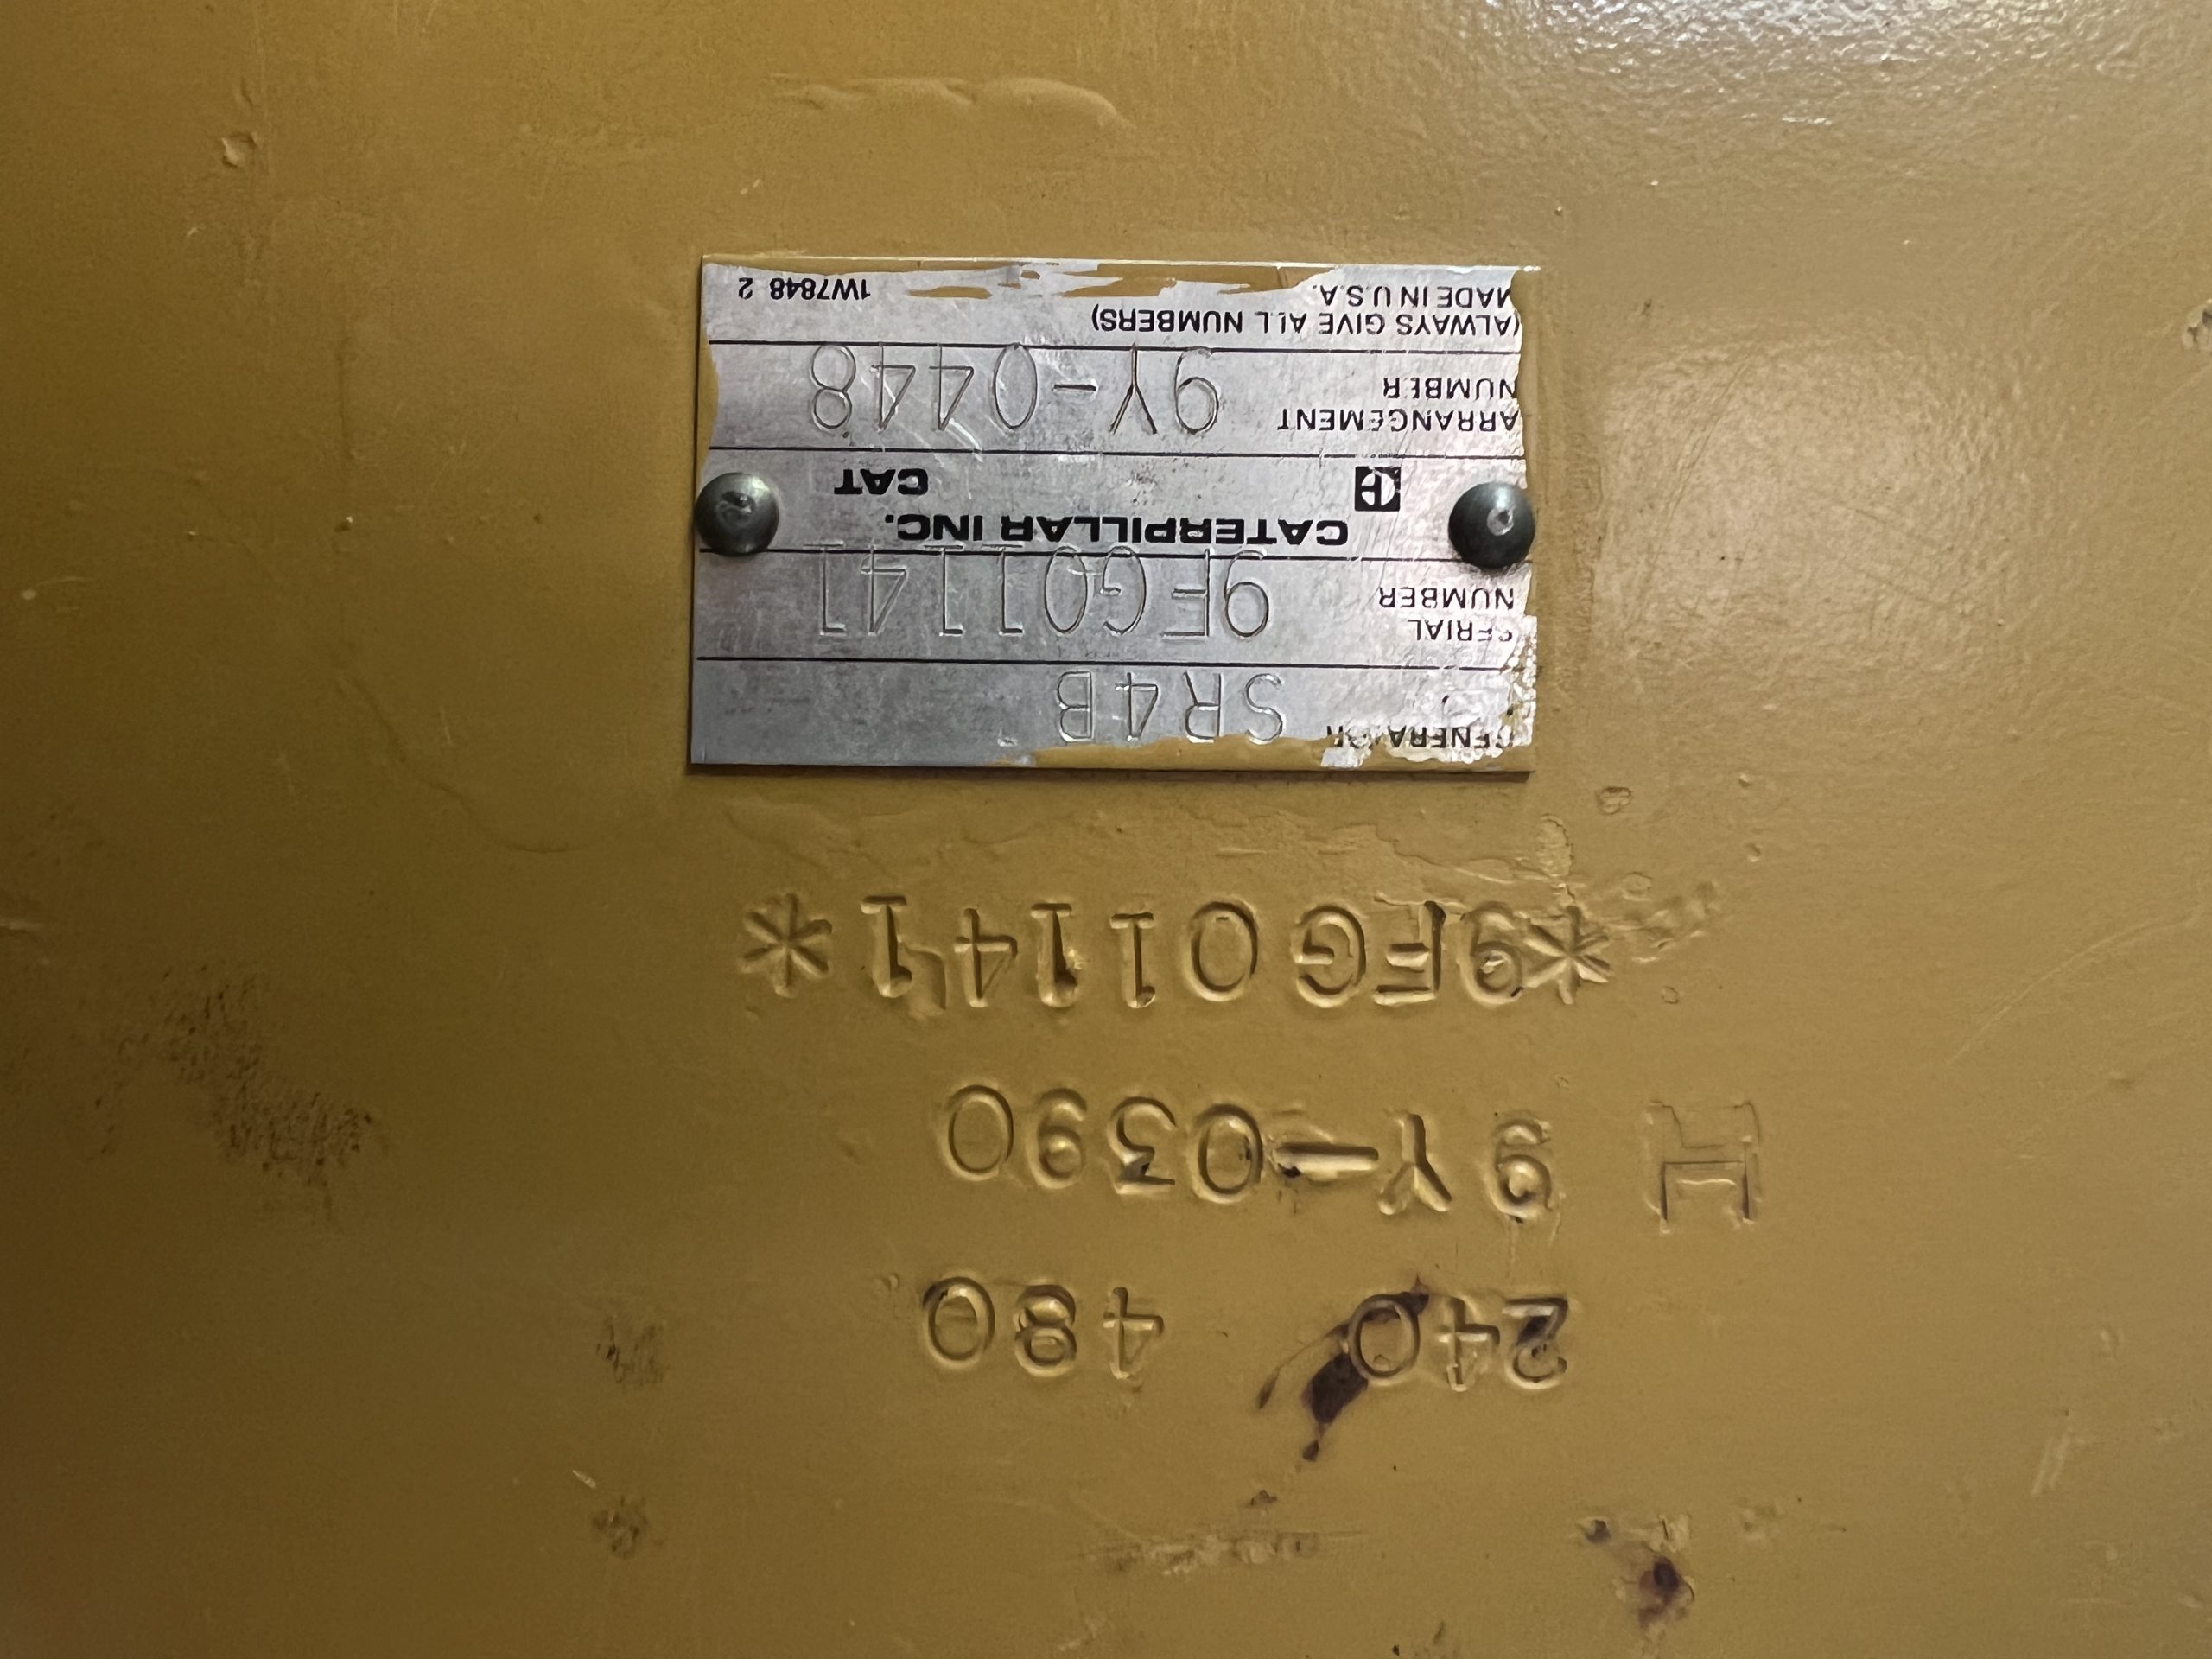 240 480
H 9Y-0390
*9FG01141*
GENERATOR SR4B
SERIAL
NUMBER 9FG01141
CATERPILLAR INC.
CAT
ARRANGEMENT
NUMBER 9Y-0448
(ALWAYS GIVE ALL NUMBERS)
MADE IN U.S.A. 1W7848 2